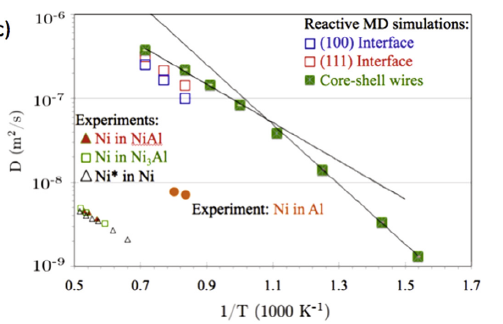 c)
10⁻⁶
10⁻⁷
10⁻⁸
10⁻⁹
D (m²/s)
Reactive MD simulations:
(100) Interface
(111) Interface
Core-shell wires
Experiments:
Ni in NiAl
Ni in Ni₃Al
Ni* in Ni
Experiment: Ni in Al
0.5 0.7 0.9 1.1 1.3 1.5 1.7
1/T (1000 K⁻¹)